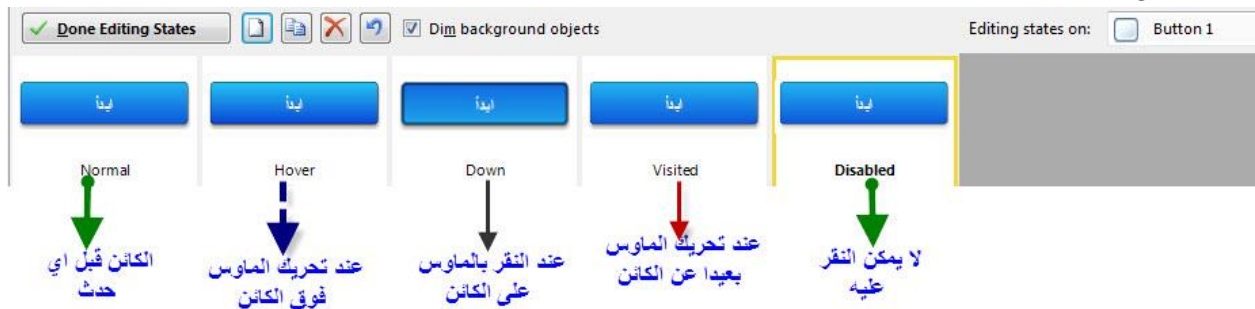 Done Editing States
Dim background objects
Editing states on:
Button 1
ابدأ
ابدأ
ابدأ
ابدأ
ابدأ
Normal
Hover
Down
Visited
Disabled
الكائن قبل اي
حدث
عند تحريك الماوس
فوق الكائن
عند النقر بالماوس
على الكائن
عند تحريك الماوس
بعيدا عن الكائن
لا يمكن النقر
عليه